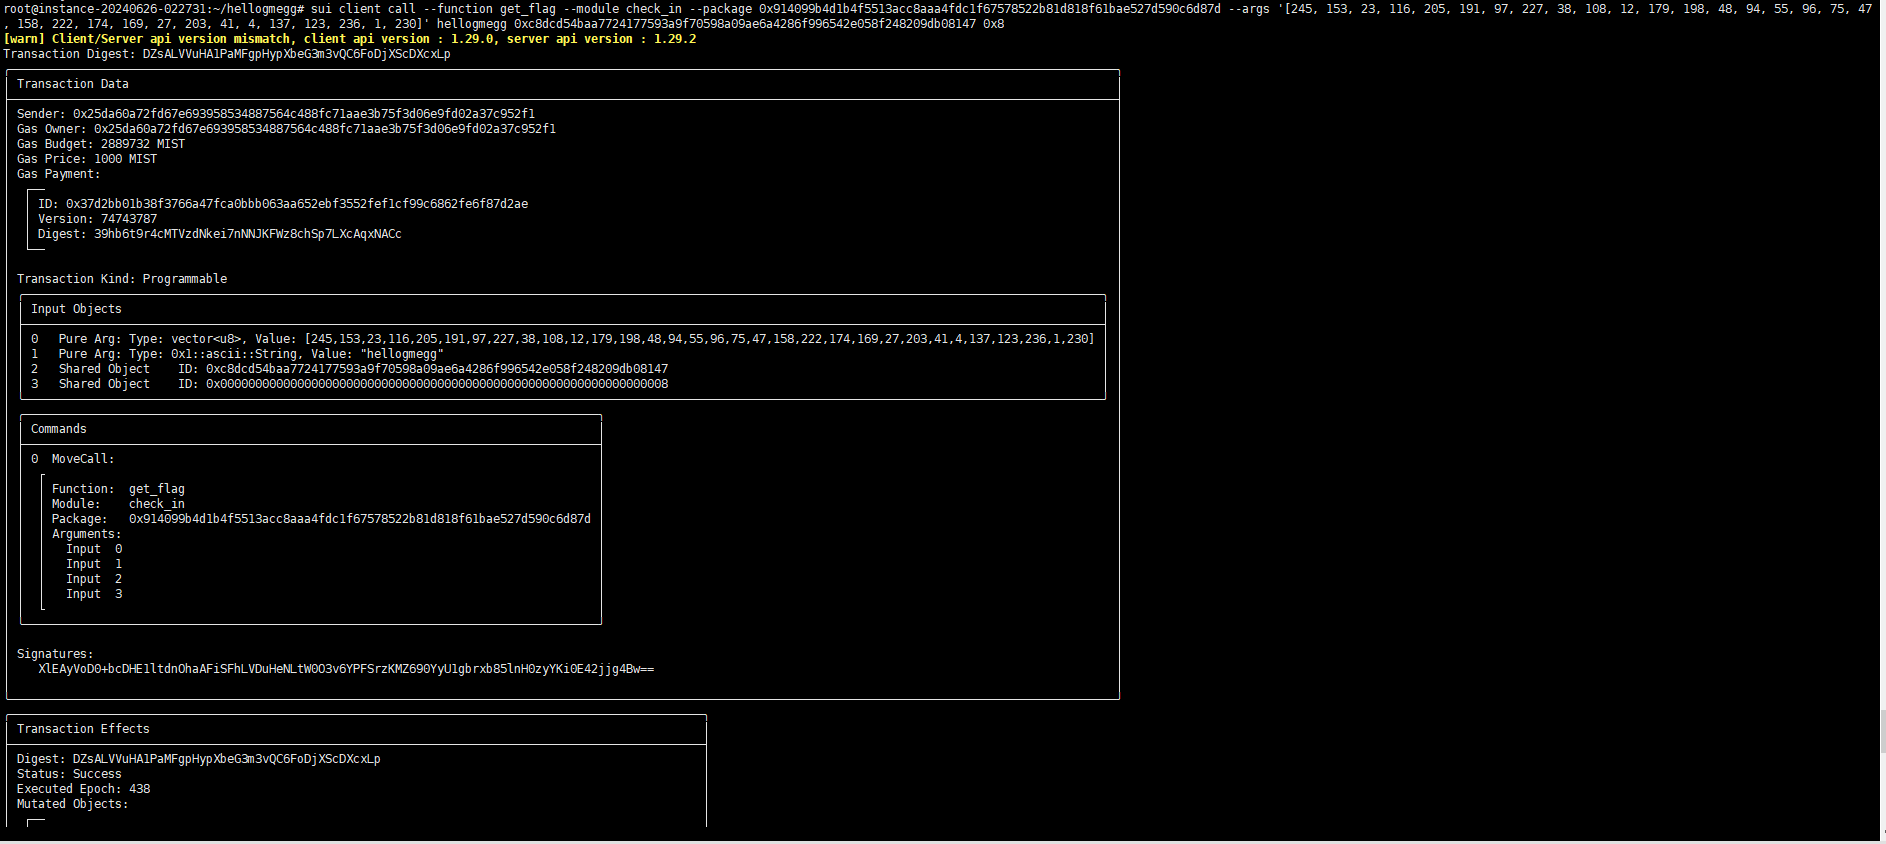 root@instance-20240626-022731:~/hellogmegg# sui client call --function get_flag --module check_in --package 0x914099b4d1b4f5513acc8aaa4fdc1f67578522b81d818f61bae527d590c6d87d --args '[245, 153, 23, 116, 205, 191, 97, 227, 38, 108, 12, 179, 198, 48, 94, 55, 96, 75, 47
, 158, 222, 174, 169, 27, 203, 41, 4, 137, 123, 236, 1, 230]' hellogmegg 0xc8dcd54baa7724177593a9f70598a09ae6a4286f996542e058f248209db08147 0x8
[warn] Client/Server api version mismatch, client api version : 1.29.0, server api version : 1.29.2
Transaction Digest: DZsALVVuHA1PaMFgpHypXbeG3m3vQC6FoDjXScDXcxLp
Transaction Data
Sender: 0x25da60a72fd67e693958534887564c488fc71aae3b75f3d06e9fd02a37c952f1
Gas Owner: 0x25da60a72fd67e693958534887564c488fc71aae3b75f3d06e9fd02a37c952f1
Gas Budget: 2889732 MIST
Gas Price: 1000 MIST
Gas Payment:
ID: 0x37d2bb01b38f3766a47fca0bbb063aa652ebf3552fef1cf99c6862fe6f87d2ae
Version: 74743787
Digest: 39hb6t9r4cMTVzdNkei7nNNJKFWz8chSp7LXcAqxNACc
Transaction Kind: Programmable
Input Objects
0 Pure Arg: Type: vector<u8>, Value: [245,153,23,116,205,191,97,227,38,108,12,179,198,48,94,55,96,75,47,158,222,174,169,27,203,41,4,137,123,236,1,230]
1 Pure Arg: Type: 0x1::ascii::String, Value: "hellogmegg"
2 Shared Object ID: 0xc8dcd54baa7724177593a9f70598a09ae6a4286f996542e058f248209db08147
3 Shared Object ID: 0x0000000000000000000000000000000000000000000000000000000000000008
Commands
0 MoveCall:
Function: get_flag
Module: check_in
Package: 0x914099b4d1b4f5513acc8aaa4fdc1f67578522b81d818f61bae527d590c6d87d
Arguments:
Input 0
Input 1
Input 2
Input 3
Signatures:
XlEAyVoD0+bcDHE1ltdnOhaAFiSFhLVDuHeNLtW0O3v6YPFSrzKMZ690YyU1gbrxb85lnH0zyYKi0E42jjg4Bw==
Transaction Effects
Digest: DZsALVVuHA1PaMFgpHypXbeG3m3vQC6FoDjXScDXcxLp
Status: Success
Executed Epoch: 438
Mutated Objects: